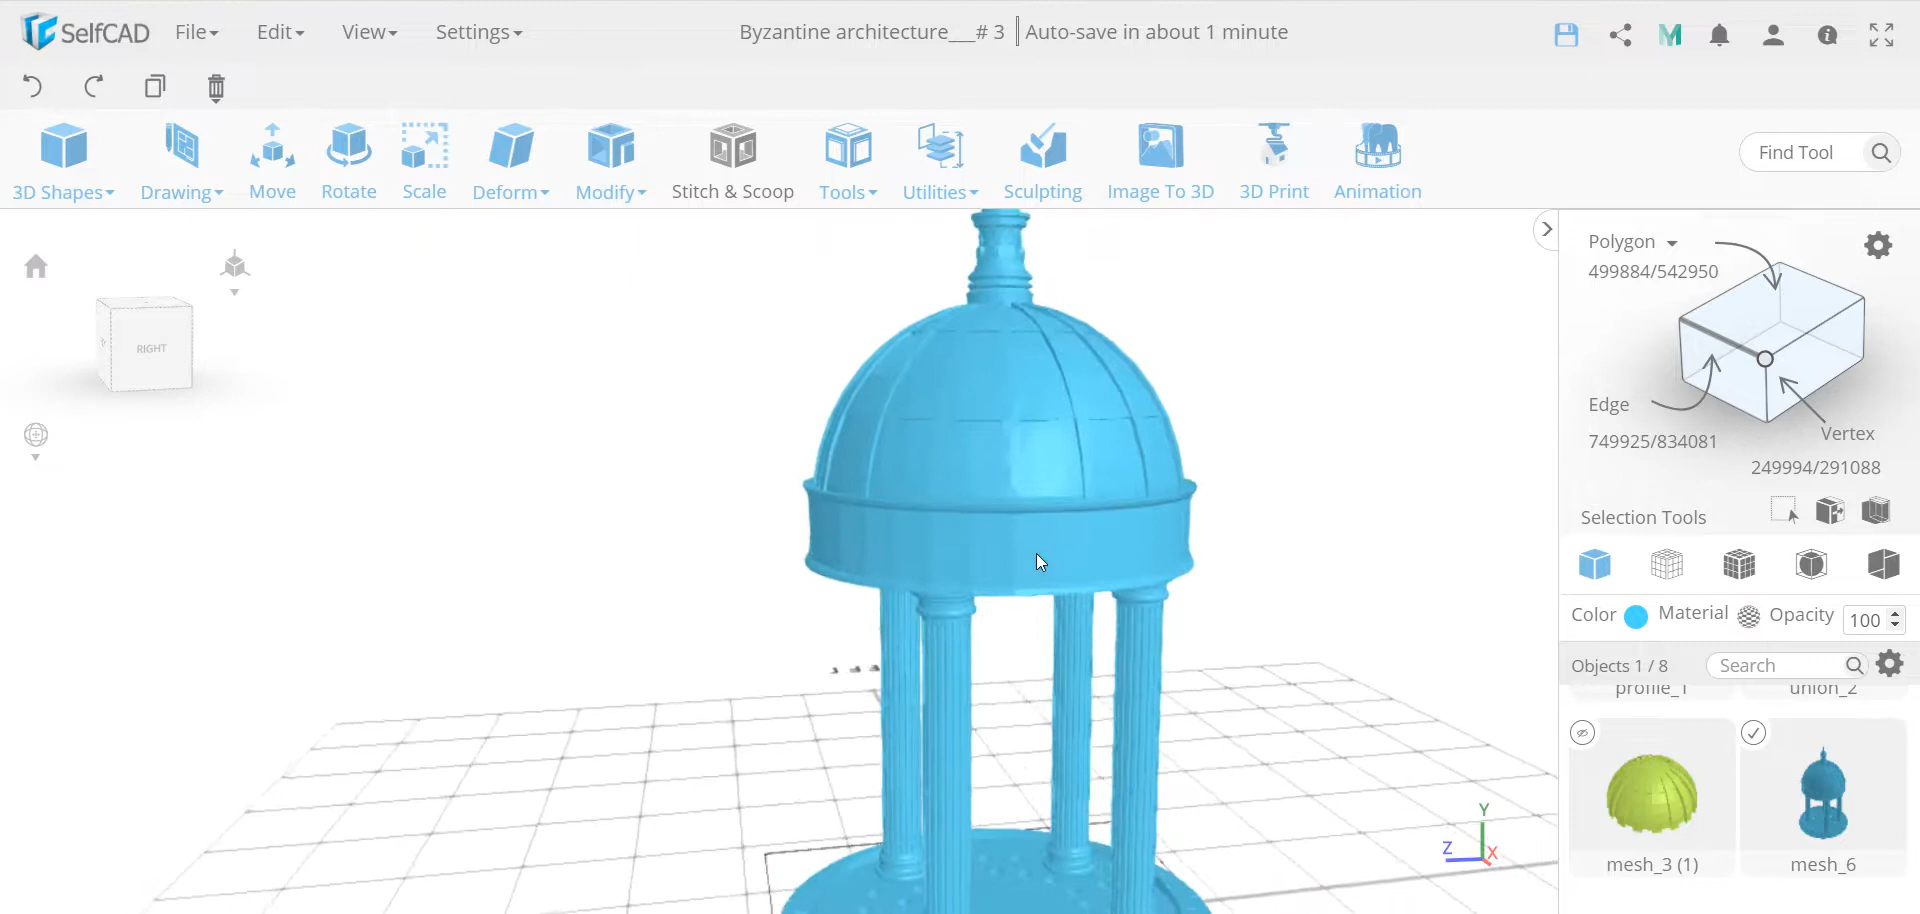 SelfCAD File Edit View Settings Byzantine architecture___# 3 Auto-save in about 1 minute
3D Shapes Drawing Move Rotate Scale Deform Modify Stitch & Scoop Tools Utilities Sculpting Image To 3D 3D Print Animation Find Tool
RIGHT
Polygon
499884/542950
Edge
749925/834081
Vertex
249994/291088
Selection Tools
Color Material Opacity 100
Objects 1 / 8 Search
profile_1 union_2
mesh_3 (1) mesh_6
Y
Z X